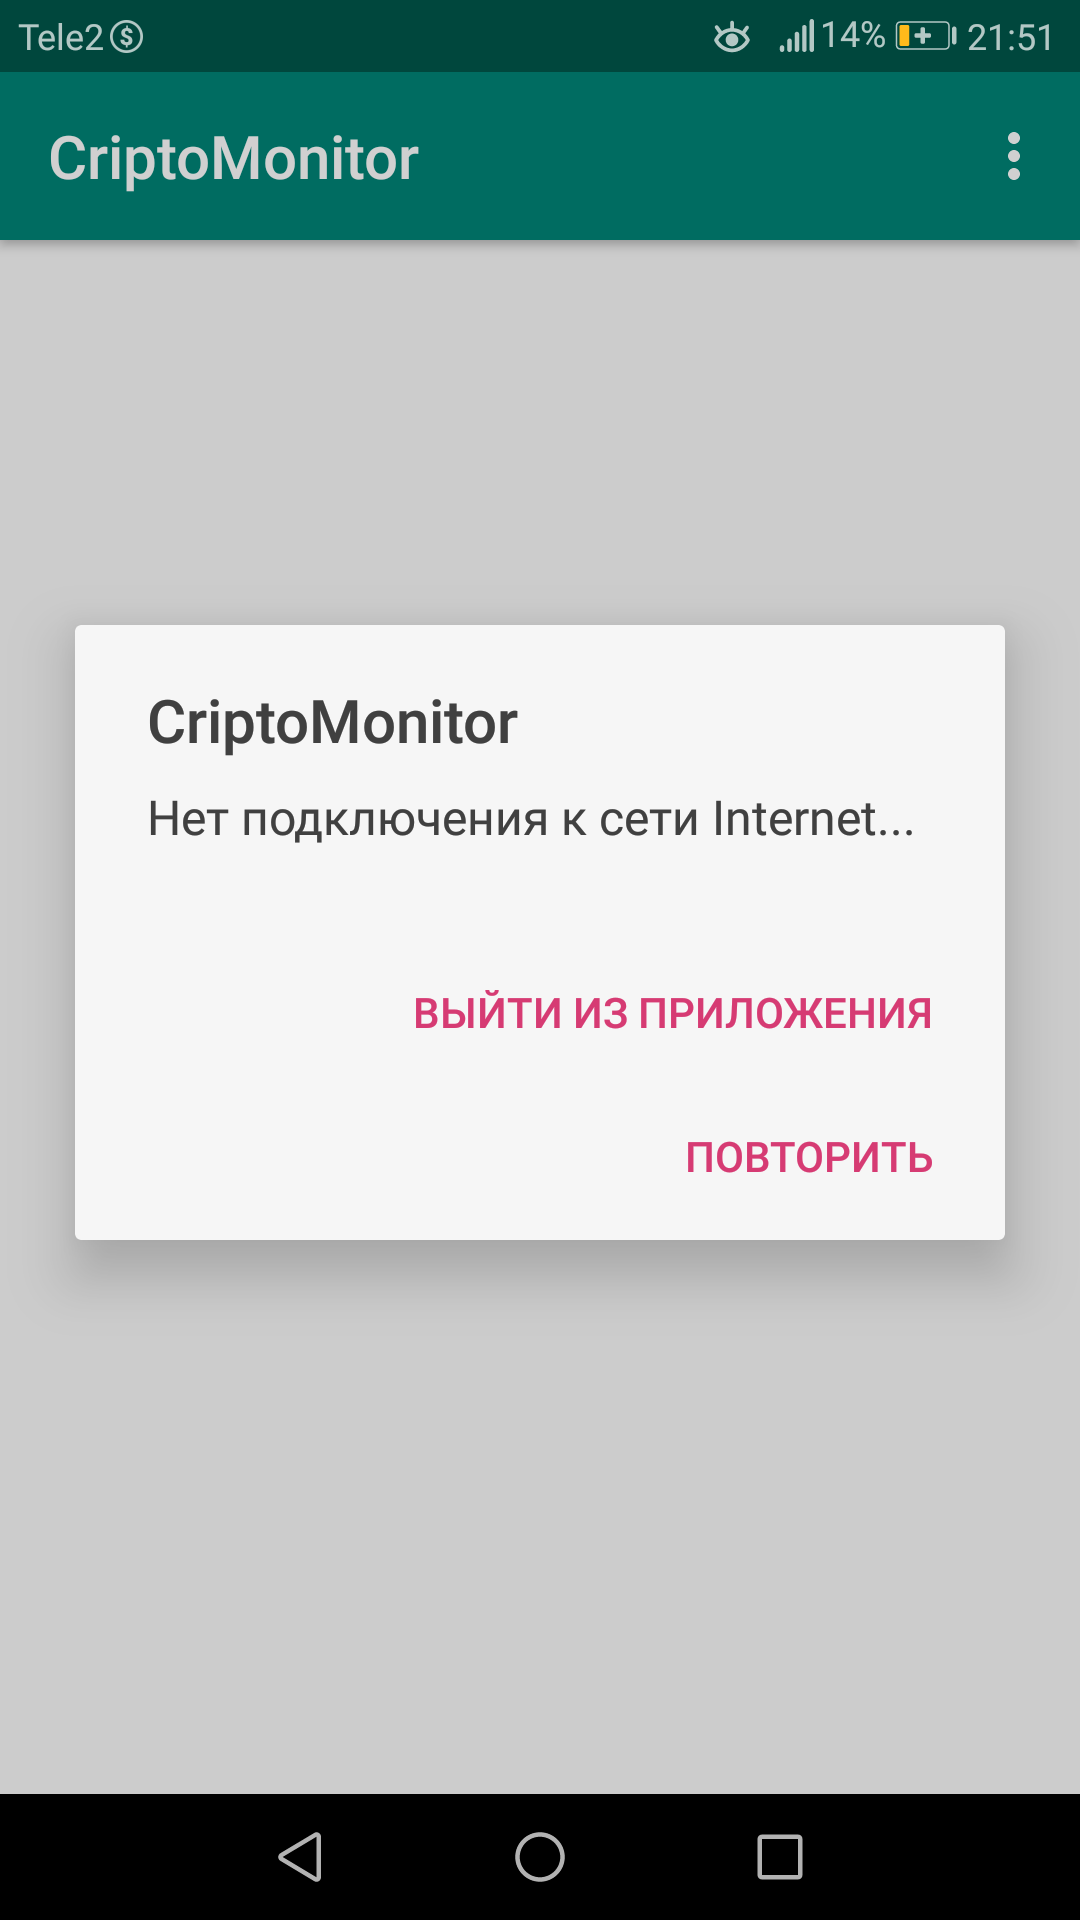 Tele2 14% 21:51
CriptoMonitor
CriptoMonitor
Нет подключения к сети Internet...
ВЫЙТИ ИЗ ПРИЛОЖЕНИЯ
ПОВТОРИТЬ